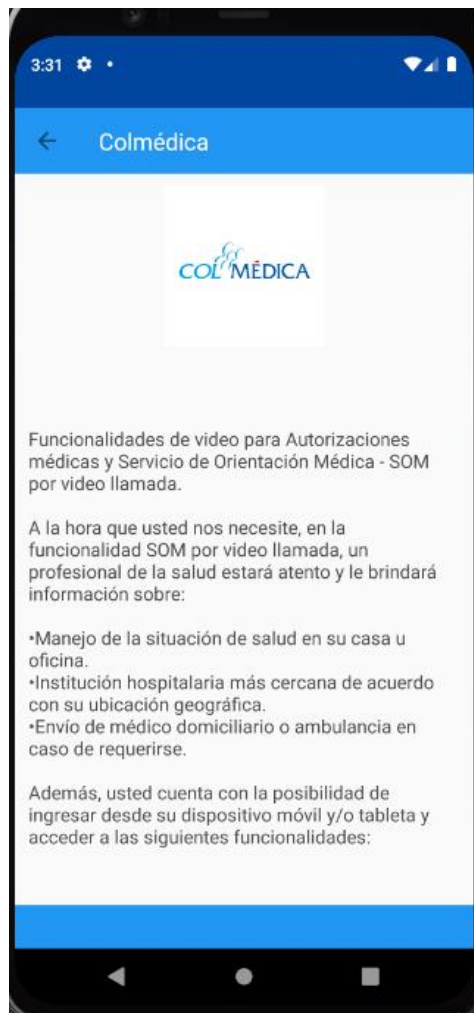 3:31
Colmédica
COLMÉDICA
Funcionalidades de video para Autorizaciones
médicas y Servicio de Orientación Médica - SOM
por video llamada.
A la hora que usted nos necesite, en la
funcionalidad SOM por video llamada, un
profesional de la salud estará atento y le brindará
información sobre:
•Manejo de la situación de salud en su casa u
oficina.
•Institución hospitalaria más cercana de acuerdo
con su ubicación geográfica.
•Envío de médico domiciliario o ambulancia en
caso de requerirse.
Además, usted cuenta con la posibilidad de
ingresar desde su dispositivo móvil y/o tableta y
acceder a las siguientes funcionalidades: